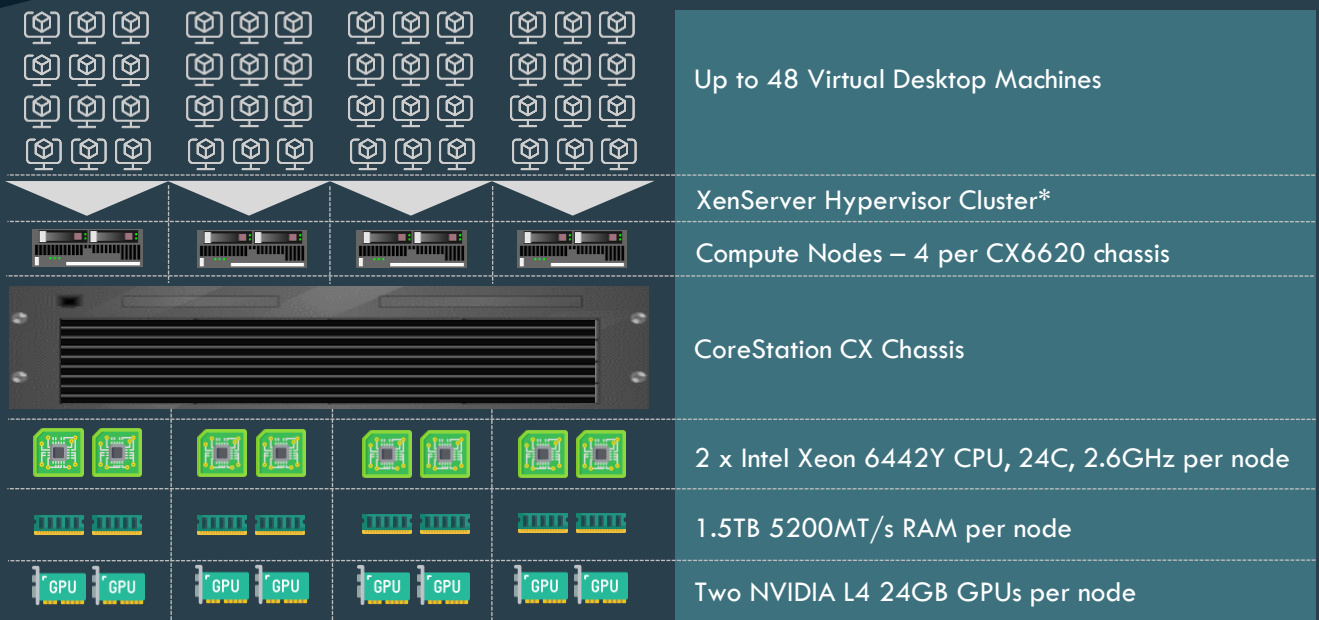 Up to 48 Virtual Desktop Machines
XenServer Hypervisor Cluster*
Compute Nodes – 4 per CX6620 chassis
CoreStation CX Chassis
2 x Intel Xeon 6442Y CPU, 24C, 2.6GHz per node
1.5TB 5200MT/s RAM per node
GPU GPU GPU GPU GPU GPU GPU GPU
Two NVIDIA L4 24GB GPUs per node